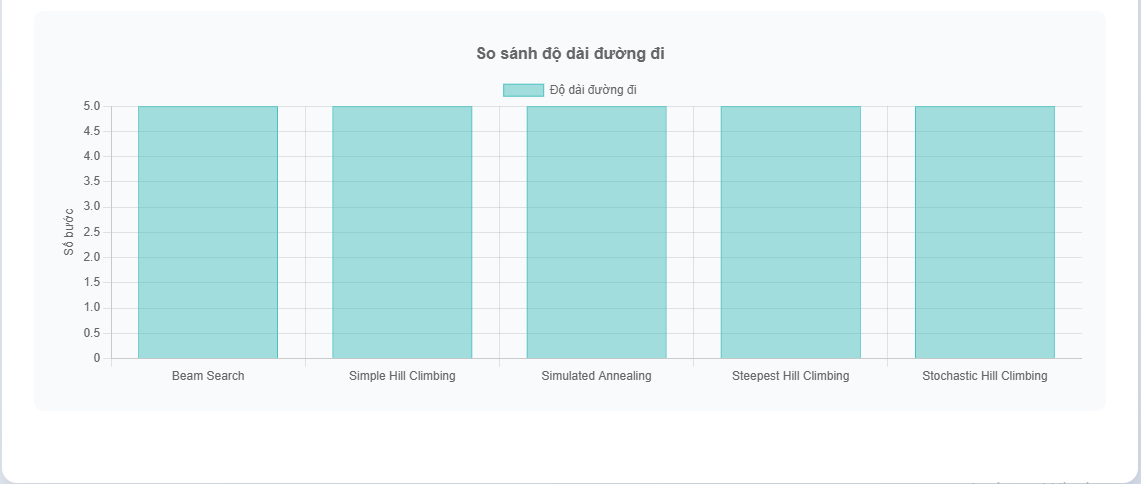 So sánh độ dài đường đi
Độ dài đường đi
5.0
4.5
4.0
3.5
3.0
2.5
2.0
1.5
1.0
0.5
0
Số bước
Beam Search
Simple Hill Climbing
Simulated Annealing
Steepest Hill Climbing
Stochastic Hill Climbing